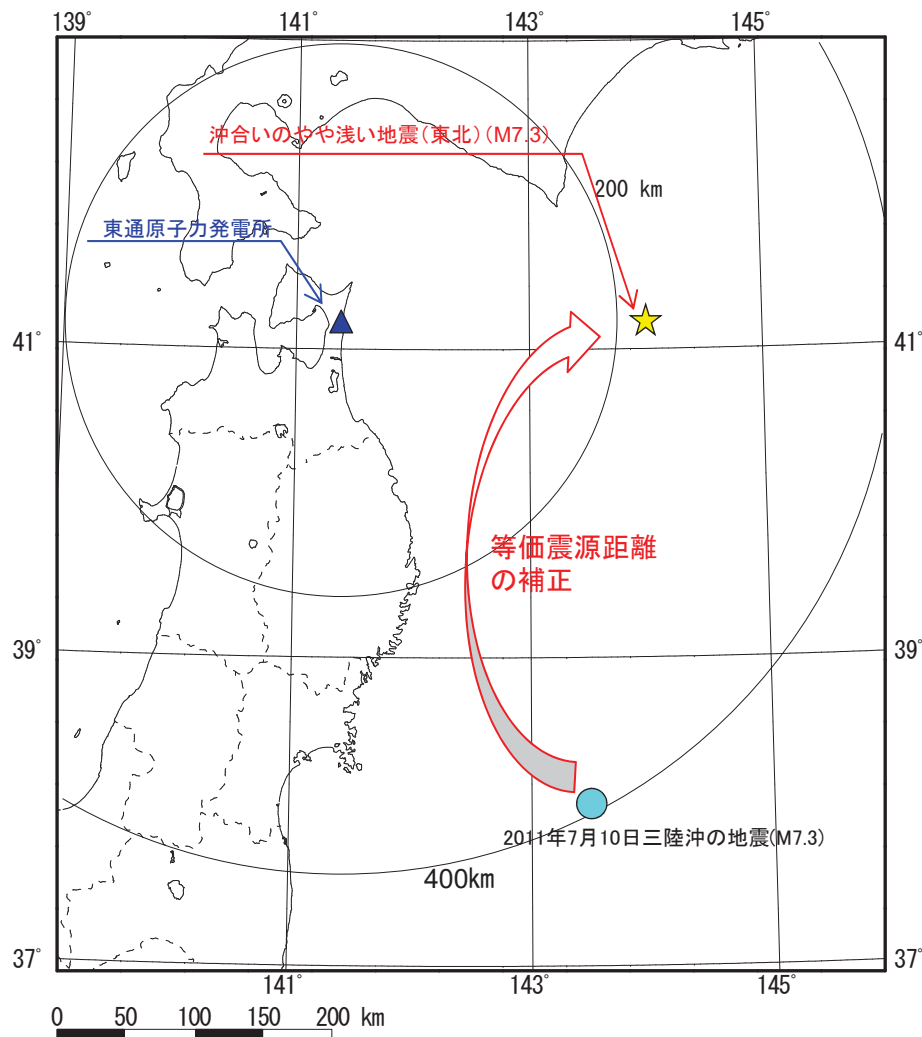 139° 141° 143° 145°
沖合いのやや浅い地震(東北)(M7.3)
200 km
東通原子力発電所
41° 41°
等価震源距離
の補正
39° 39°
2011年7月10日三陸沖の地震(M7.3)
400km
37° 37°
141° 143° 145°
0 50 100 150 200 km